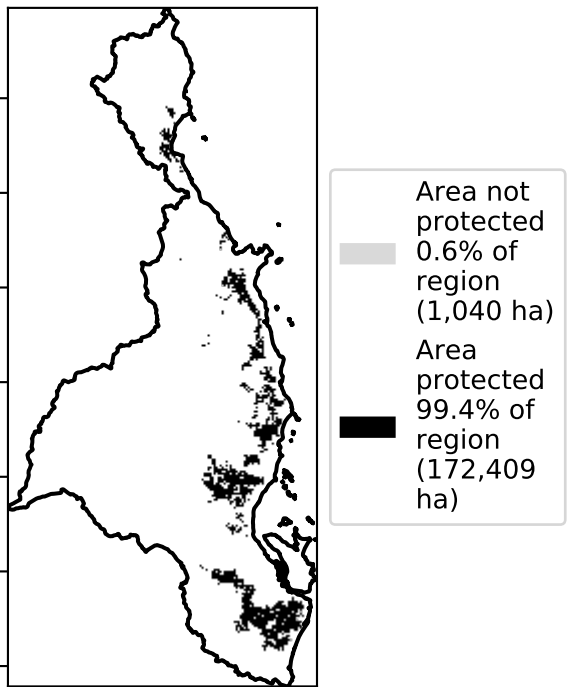 Area not
protected
0.6% of
region
(1,040 ha)
Area
protected
99.4% of
region
(172,409
ha)